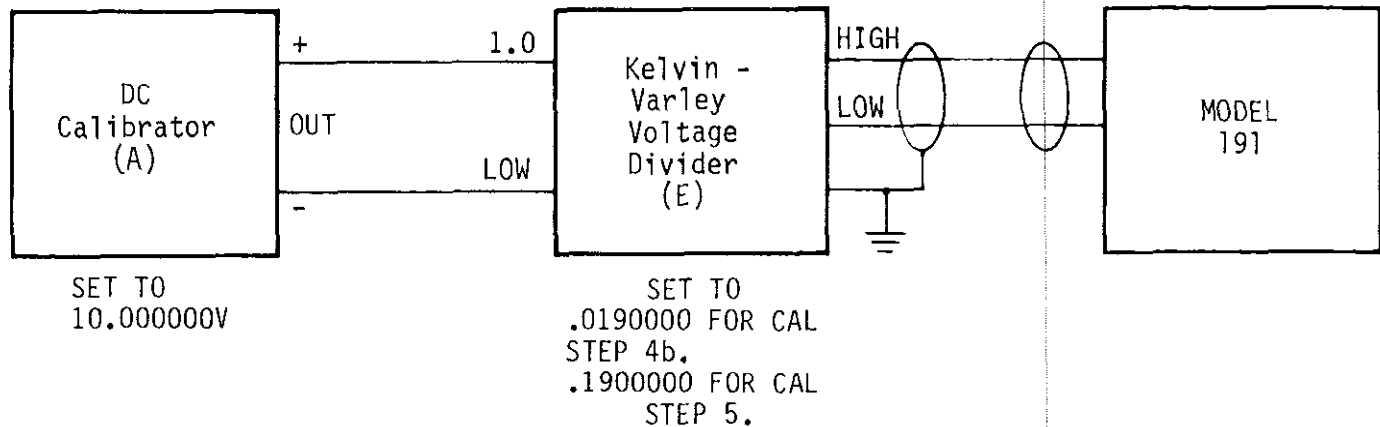 DC
Calibrator
(A)
+
OUT
-
1.0
LOW
Kelvin -
Varley
Voltage
Divider
(E)
HIGH
LOW
MODEL
191
SET TO
10.000000V
SET TO
.0190000 FOR CAL
STEP 4b.
.1900000 FOR CAL
STEP 5.